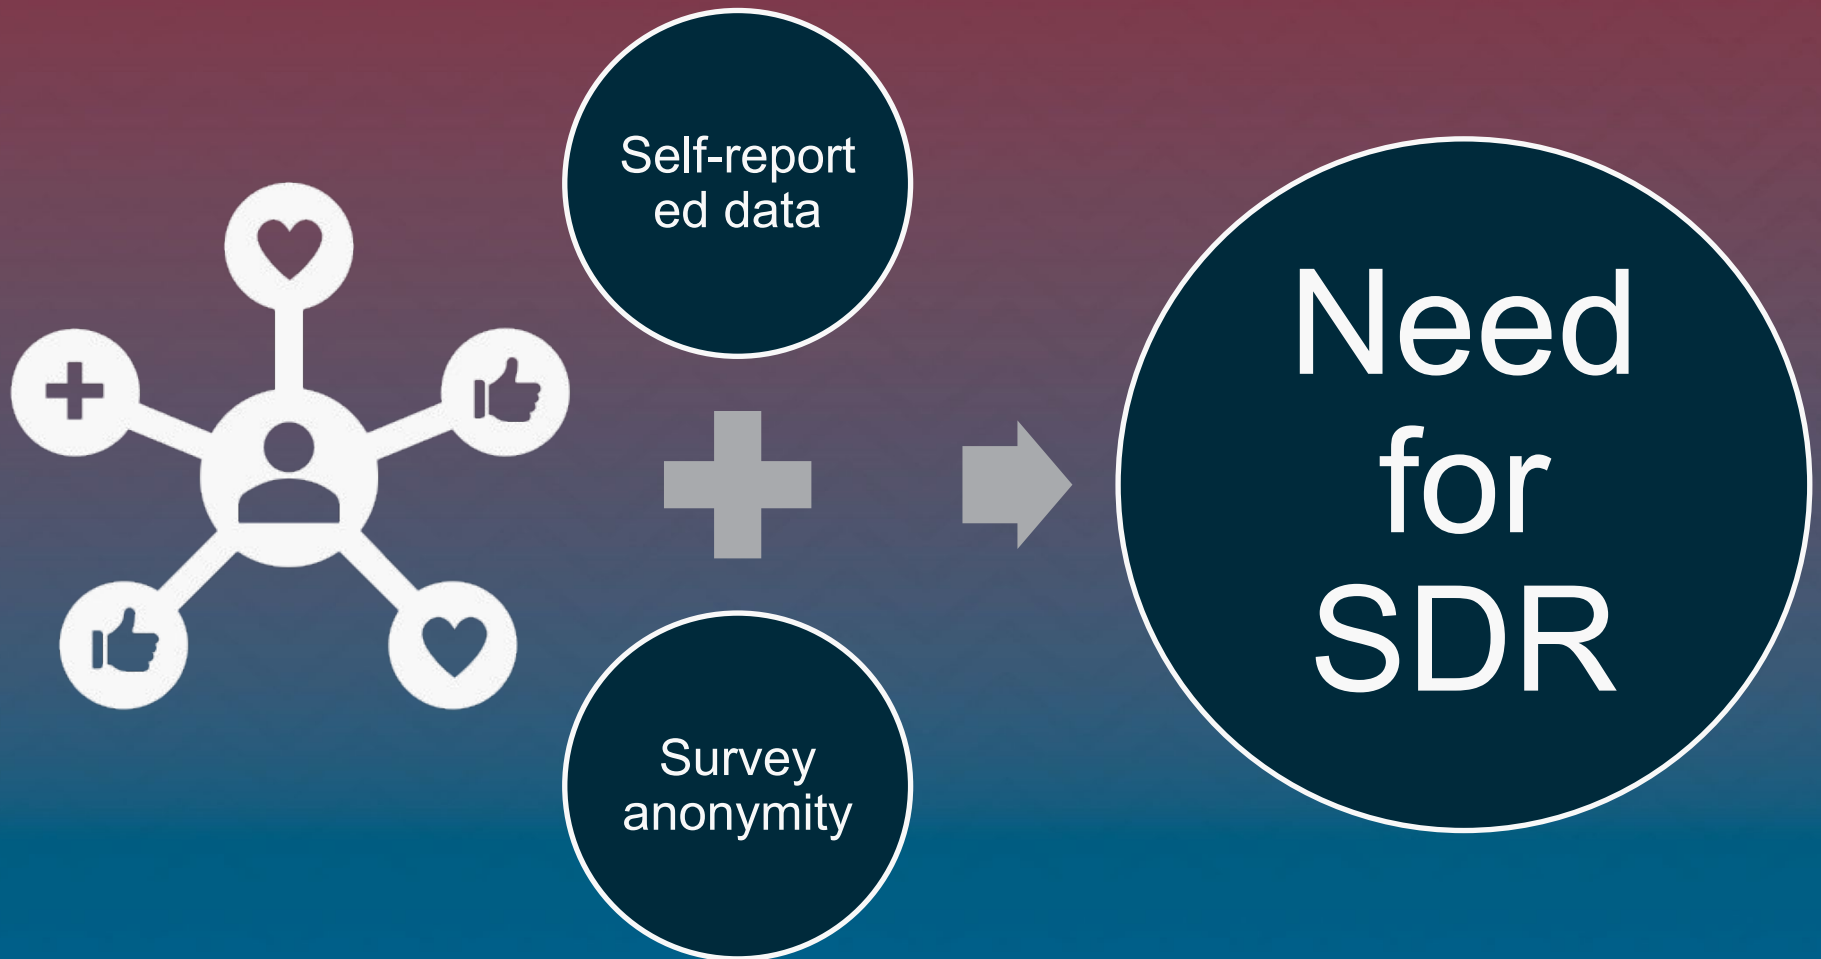 Self-report
ed data
Survey
anonymity
Need
for
SDR